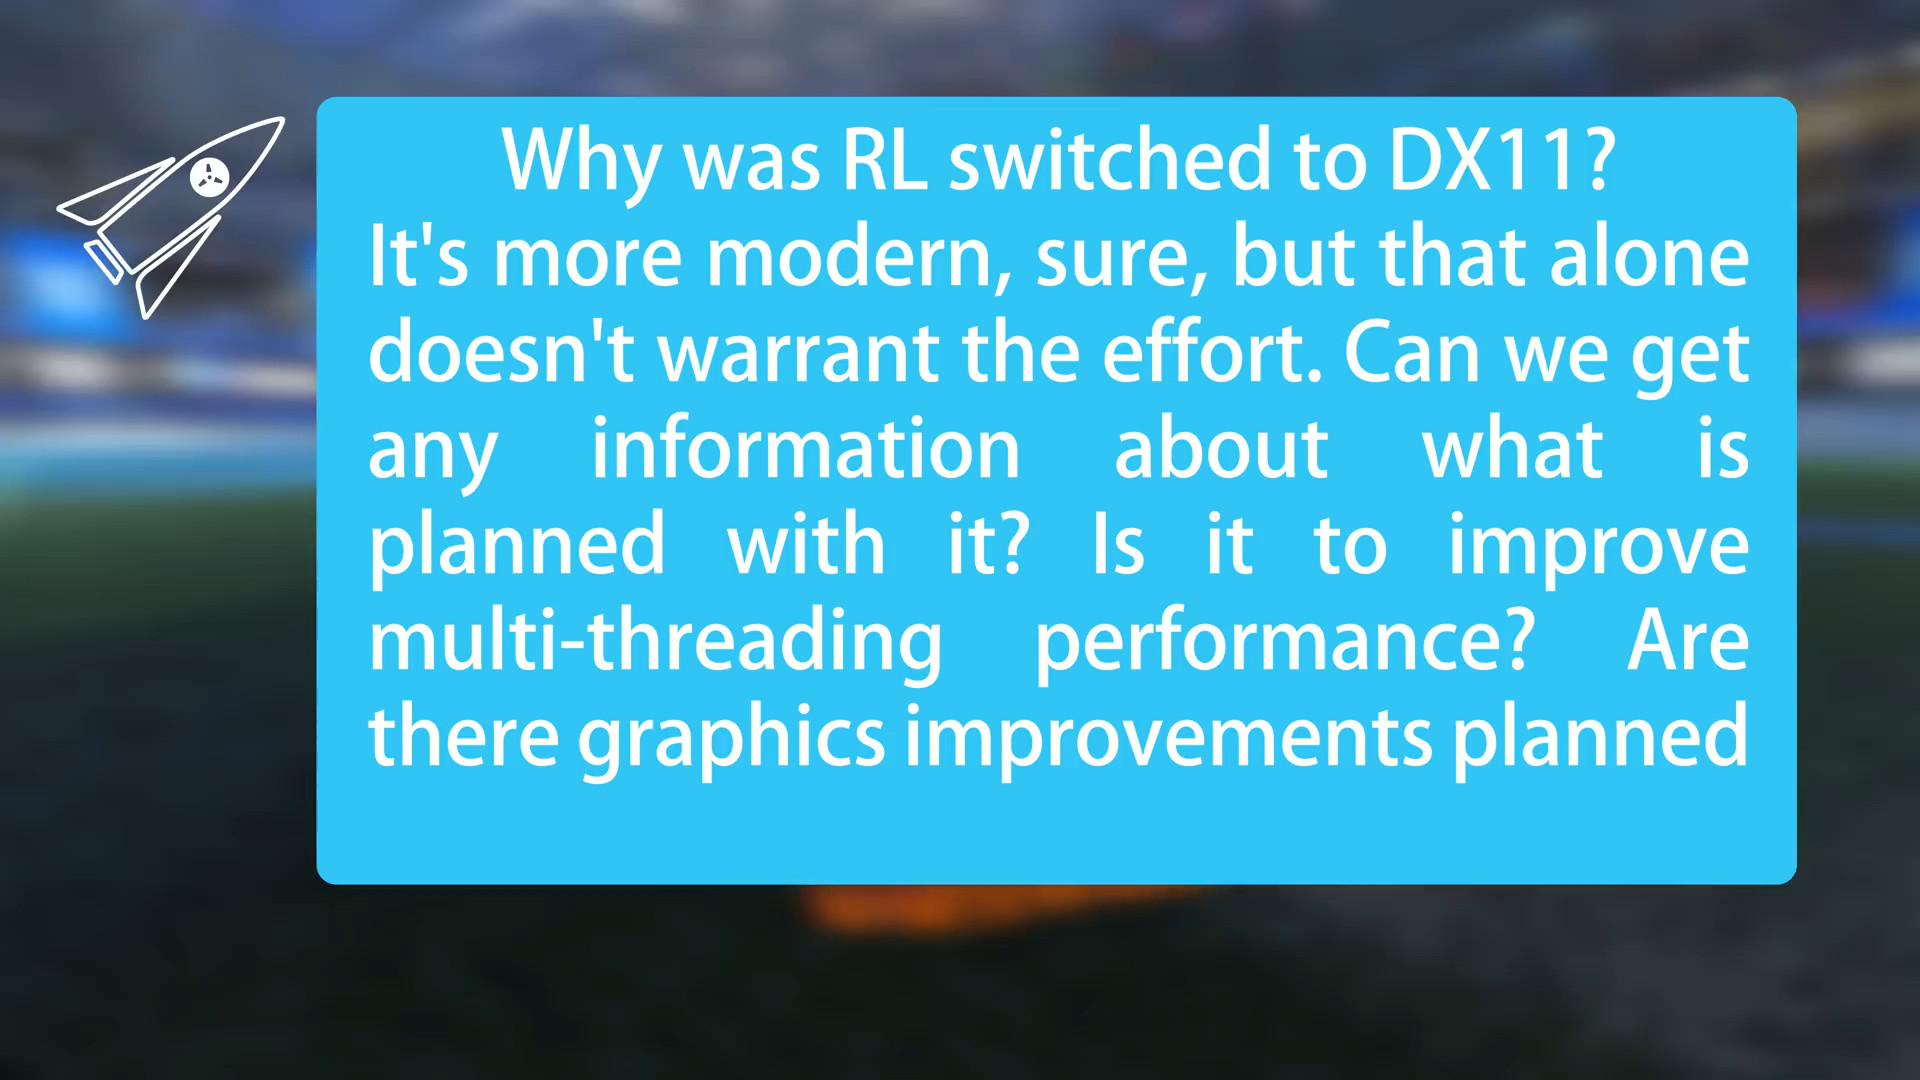 Why was RL switched to DX11?
It's more modern, sure, but that alone
doesn't warrant the effort. Can we get
any information about what is
planned with it? Is it to improve
multi-threading performance? Are
there graphics improvements planned